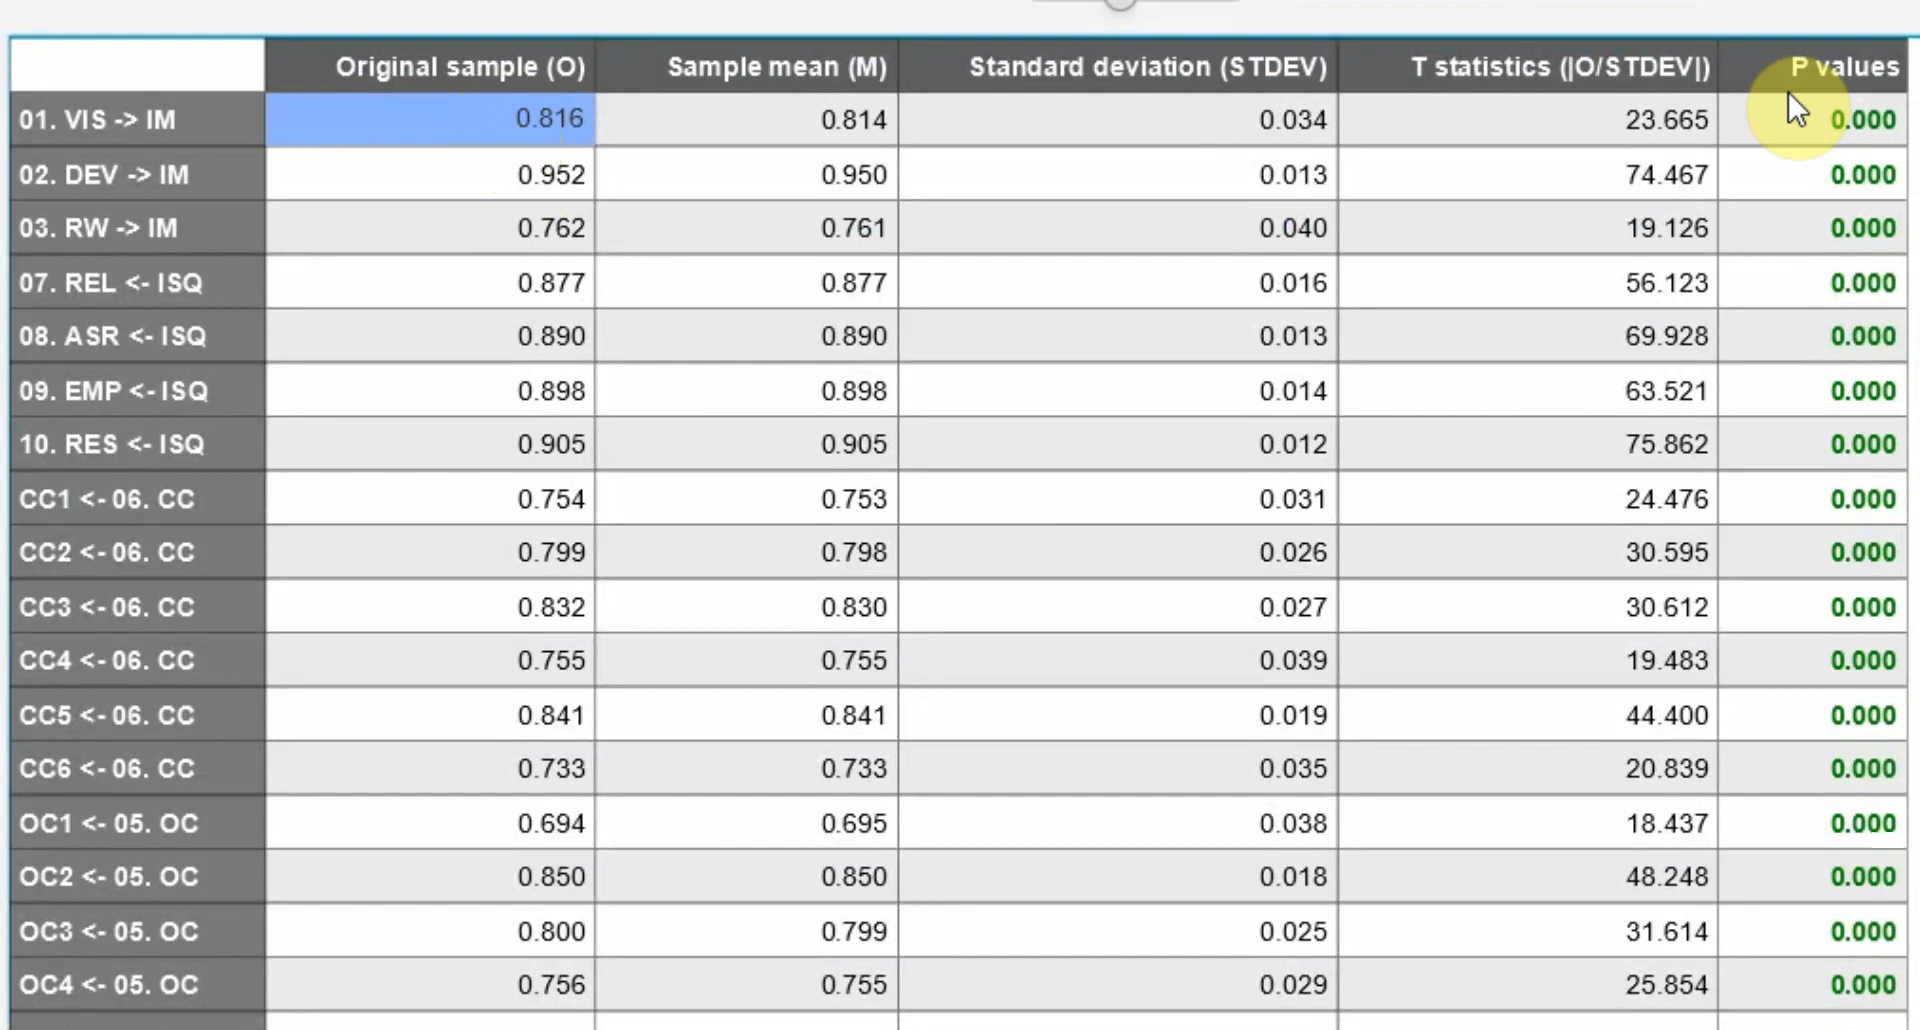 Original sample (O) Sample mean (M) Standard deviation (STDEV) T statistics (|O/STDEV|) P values
01. VIS -> IM 0.816 0.814 0.034 23.665 0.000
02. DEV -> IM 0.952 0.950 0.013 74.467 0.000
03. RW -> IM 0.762 0.761 0.040 19.126 0.000
07. REL <- ISQ 0.877 0.877 0.016 56.123 0.000
08. ASR <- ISQ 0.890 0.890 0.013 69.928 0.000
09. EMP <- ISQ 0.898 0.898 0.014 63.521 0.000
10. RES <- ISQ 0.905 0.905 0.012 75.862 0.000
CC1 <- 06. CC 0.754 0.753 0.031 24.476 0.000
CC2 <- 06. CC 0.799 0.798 0.026 30.595 0.000
CC3 <- 06. CC 0.832 0.830 0.027 30.612 0.000
CC4 <- 06. CC 0.755 0.755 0.039 19.483 0.000
CC5 <- 06. CC 0.841 0.841 0.019 44.400 0.000
CC6 <- 06. CC 0.733 0.733 0.035 20.839 0.000
OC1 <- 05. OC 0.694 0.695 0.038 18.437 0.000
OC2 <- 05. OC 0.850 0.850 0.018 48.248 0.000
OC3 <- 05. OC 0.800 0.799 0.025 31.614 0.000
OC4 <- 05. OC 0.756 0.755 0.029 25.854 0.000